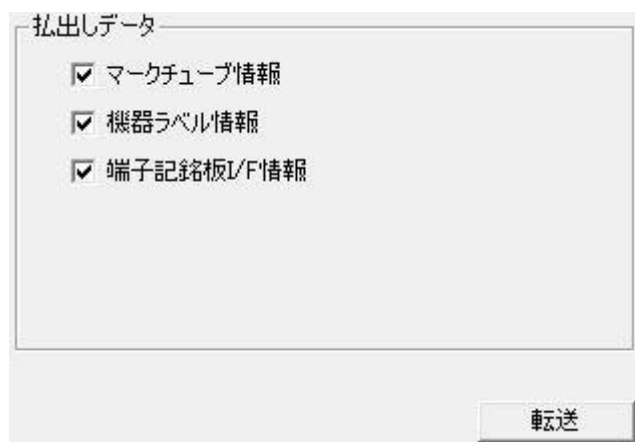 払出しデータ
マークチューブ情報
機器ラベル情報
端子記銘板I/F情報
転送